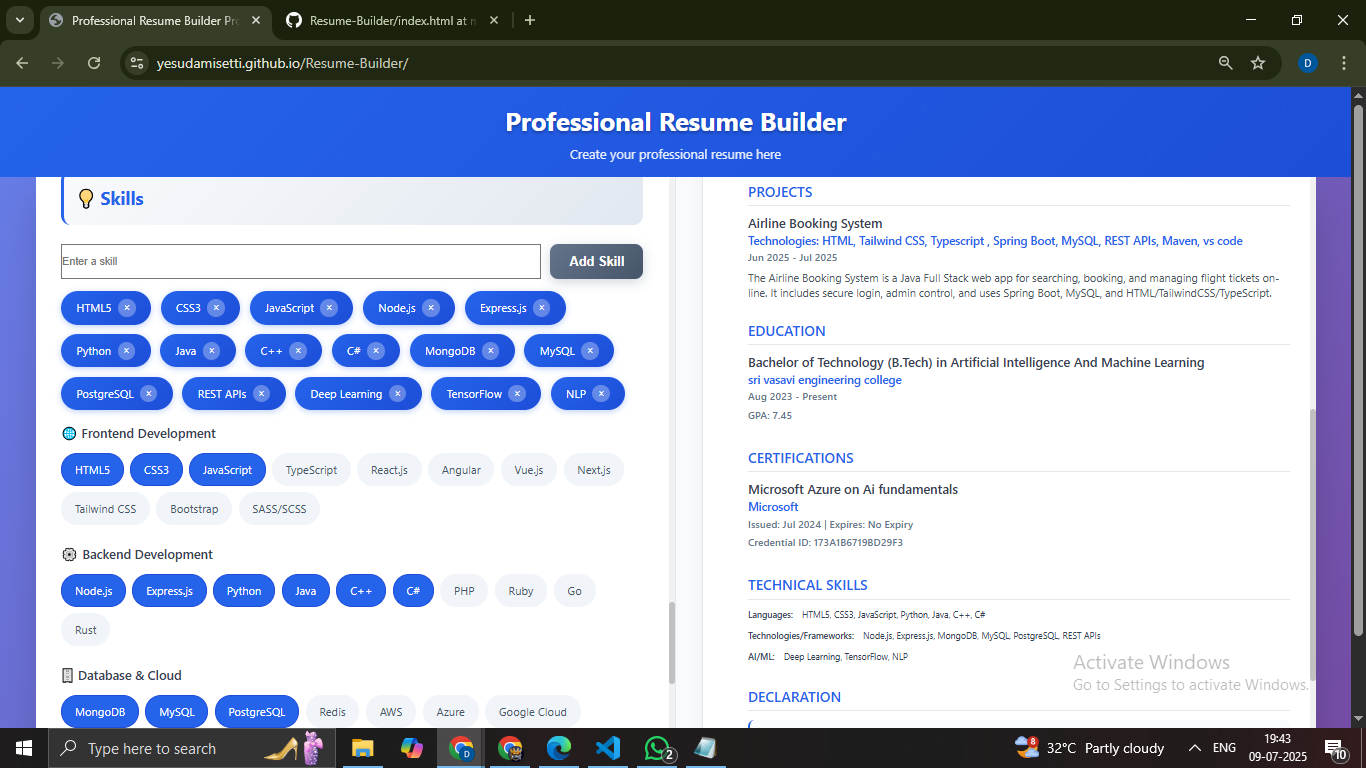 Professional Resume Builder Pro
Resume-Builder/index.html at m
yesudamisetti.github.io/Resume-Builder/
D
Professional Resume Builder
Create your professional resume here
Skills
Enter a skill
Add Skill
HTML5 × CSS3 × JavaScript × Node.js × Express.js ×
Python × Java × C++ × C# × MongoDB × MySQL ×
PostgreSQL × REST APIs × Deep Learning × TensorFlow × NLP ×
Frontend Development
HTML5 CSS3 JavaScript TypeScript React.js Angular Vue.js Next.js
Tailwind CSS Bootstrap SASS/SCSS
Backend Development
Node.js Express.js Python Java C++ C# PHP Ruby Go
Rust
Database & Cloud
MongoDB MySQL PostgreSQL Redis AWS Azure Google Cloud
PROJECTS
Airline Booking System
Technologies: HTML, Tailwind CSS, Typescript , Spring Boot, MySQL, REST APIs, Maven, vs code
Jun 2025 - Jul 2025
The Airline Booking System is a Java Full Stack web app for searching, booking, and managing flight tickets on-
line. It includes secure login, admin control, and uses Spring Boot, MySQL, and HTML/TailwindCSS/TypeScript.
EDUCATION
Bachelor of Technology (B.Tech) in Artificial Intelligence And Machine Learning
sri vasavi engineering college
Aug 2023 - Present
GPA: 7.45
CERTIFICATIONS
Microsoft Azure on Ai fundamentals
Microsoft
Issued: Jul 2024 | Expires: No Expiry
Credential ID: 173A1B6719BD29F3
TECHNICAL SKILLS
Languages: HTML5, CSS3, JavaScript, Python, Java, C++, C#
Technologies/Frameworks: Node.js, Express.js, MongoDB, MySQL, PostgreSQL, REST APIs
AI/ML: Deep Learning, TensorFlow, NLP
DECLARATION
Activate Windows
Go to Settings to activate Windows.
Type here to search
D
2
8
32°C Partly cloudy
ENG
19:43
09-07-2025
10